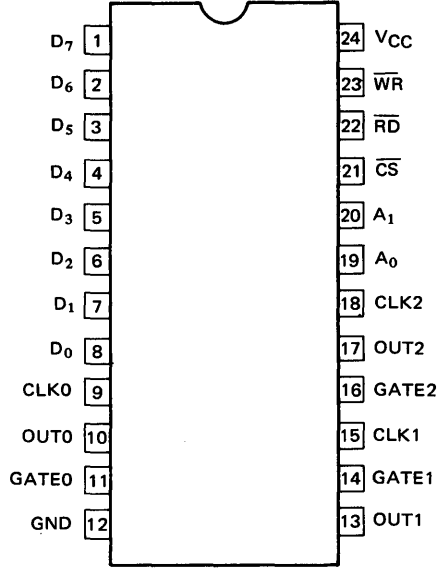 D7 1 24 VCC
D6 2 23 WR
D5 3 22 RD
D4 4 21 CS
D3 5 20 A1
D2 6 19 A0
D1 7 18 CLK2
D0 8 17 OUT2
CLK0 9 16 GATE2
OUT0 10 15 CLK1
GATE0 11 14 GATE1
GND 12 13 OUT1